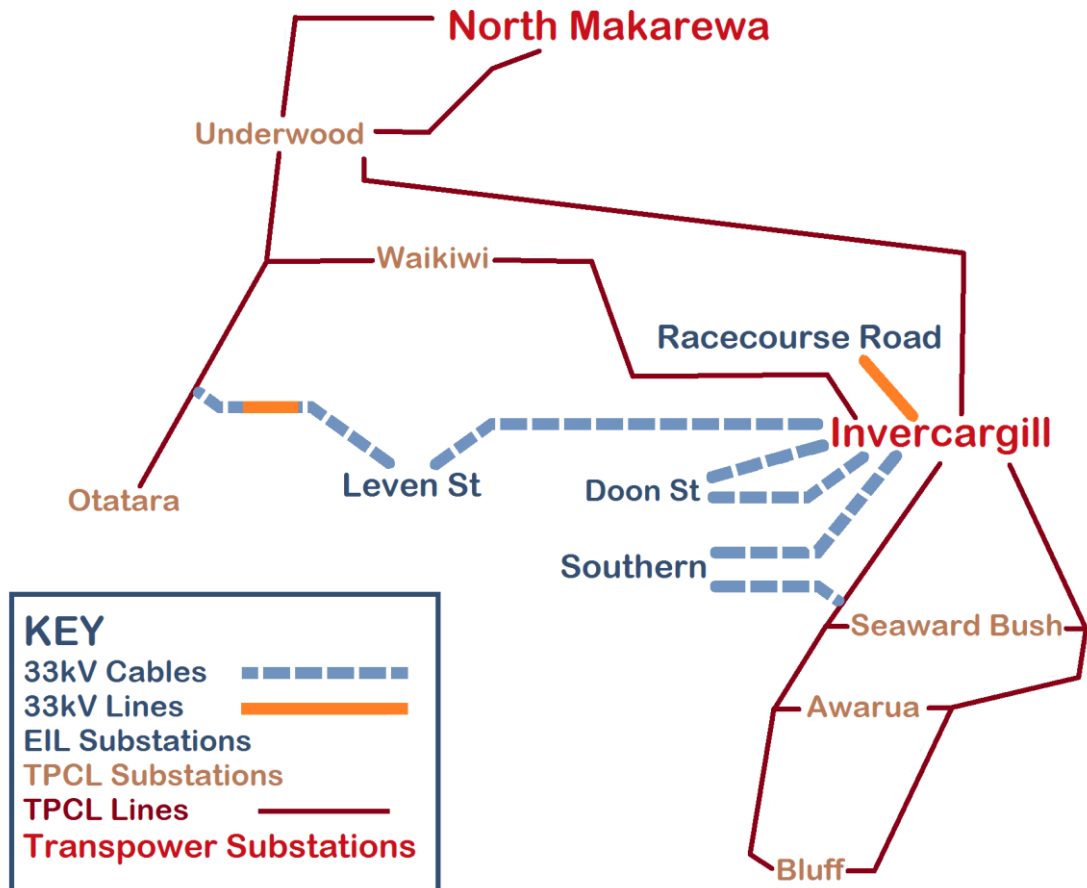 North Makarewa
Underwood
Waikiwi
Racecourse Road
Invercargill
Leven St
Doon St
Otatara
Southern
Seaward Bush
Awarua
Bluff
KEY
33kV Cables
33kV Lines
EIL Substations
TPCL Substations
TPCL Lines
Transpower Substations